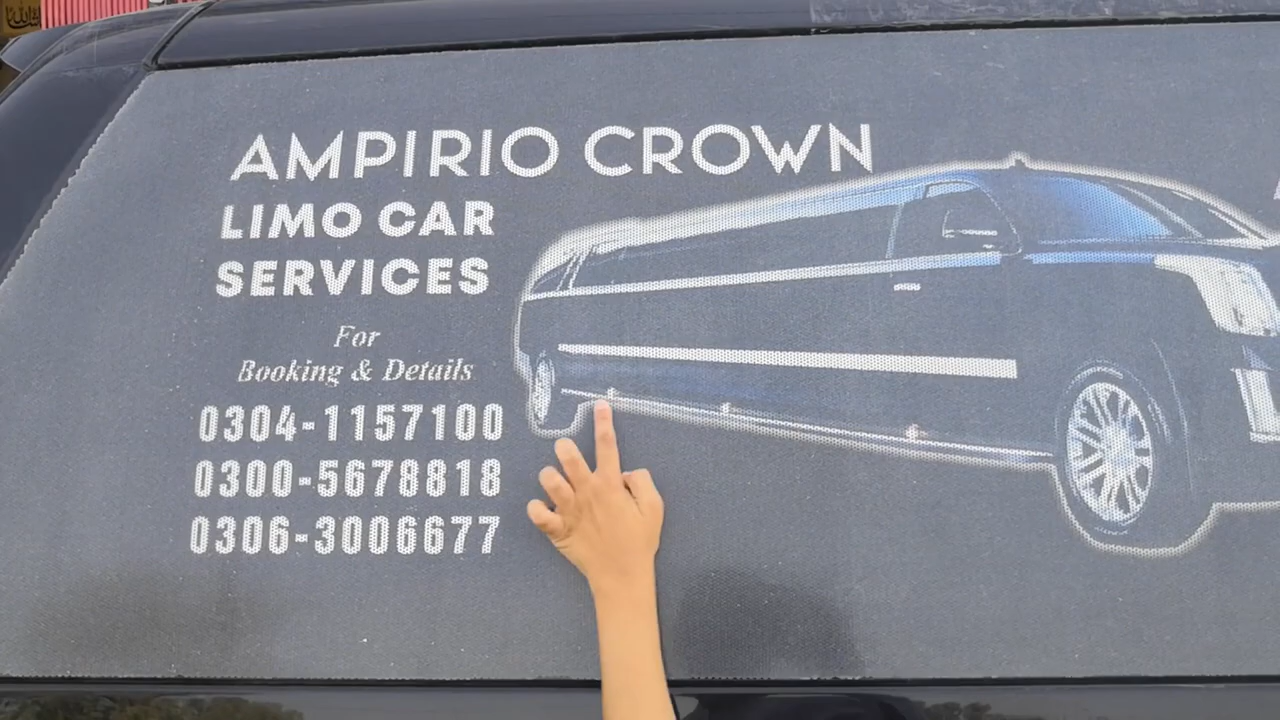 AMPIRIO CROWN
LIMO CAR
SERVICES
For
Booking & Details
0304-1157100
0300-5678818
0306-3006677